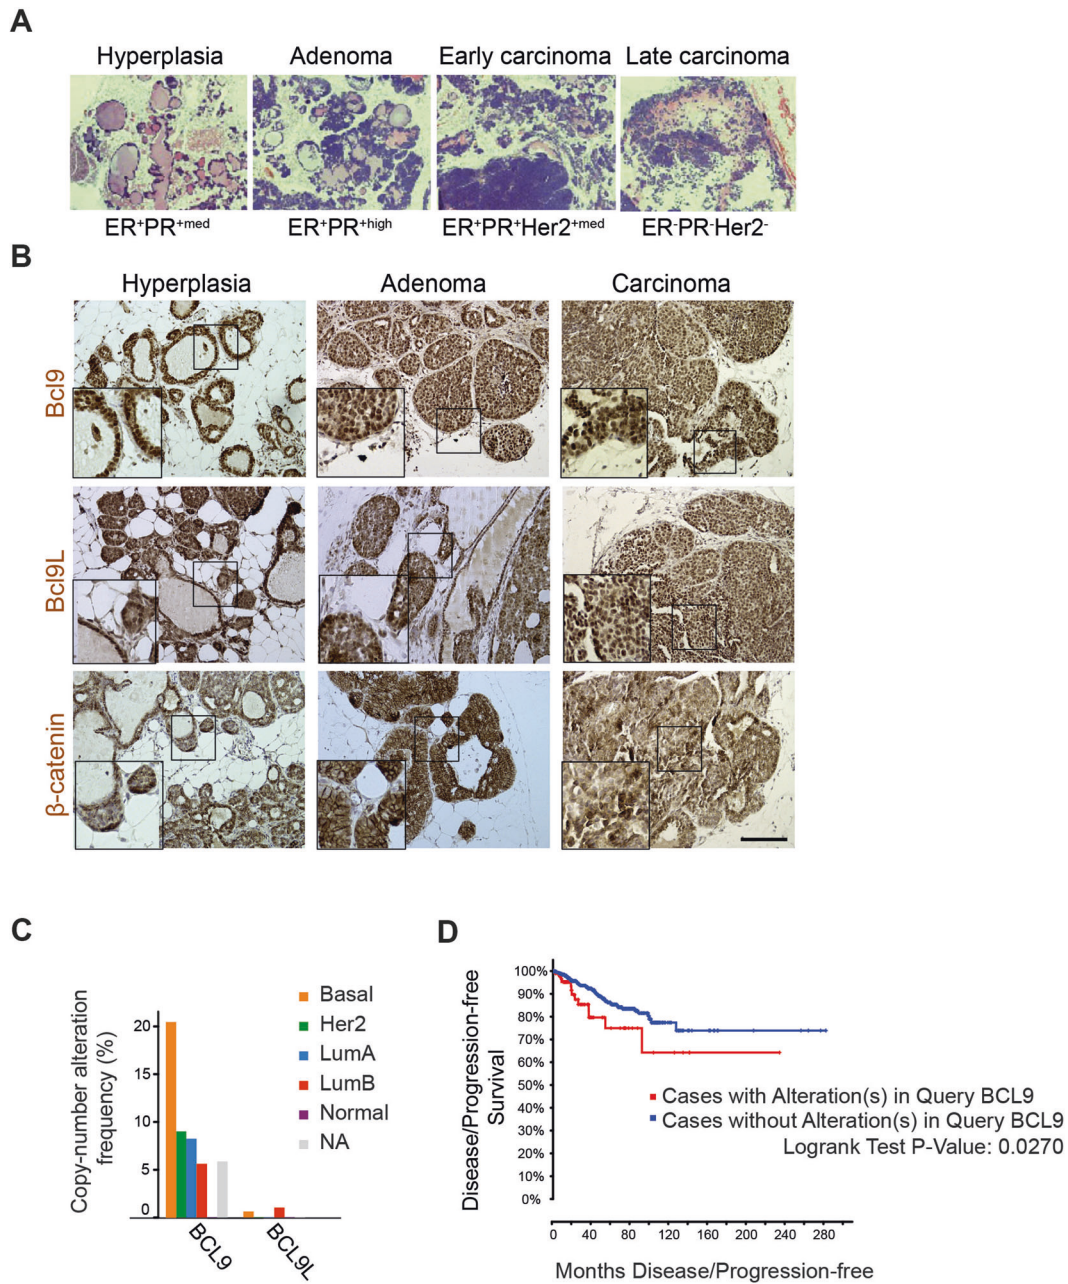 A
Hyperplasia Adenoma Early carcinoma Late carcinoma
ER⁺PR⁺ᵐᵉᵈ ER⁺PR⁺ʰⁱᵍʰ ER⁺PR⁺Her2⁺ᵐᵉᵈ ER⁻PR⁻Her2⁻
B
Hyperplasia Adenoma Carcinoma
Bcl9
Bcl9L
β-catenin
C
Copy-number alteration
frequency (%)
20
15
10
5
0
BCL9
BCL9L
Basal
Her2
LumA
LumB
Normal
NA
D
Disease/Progression-free
Survival
100%
90%
80%
70%
60%
50%
40%
30%
20%
10%
0%
Cases with Alteration(s) in Query BCL9
Cases without Alteration(s) in Query BCL9
Logrank Test P-Value: 0.0270
0 40 80 120 160 200 240 280
Months Disease/Progression-free